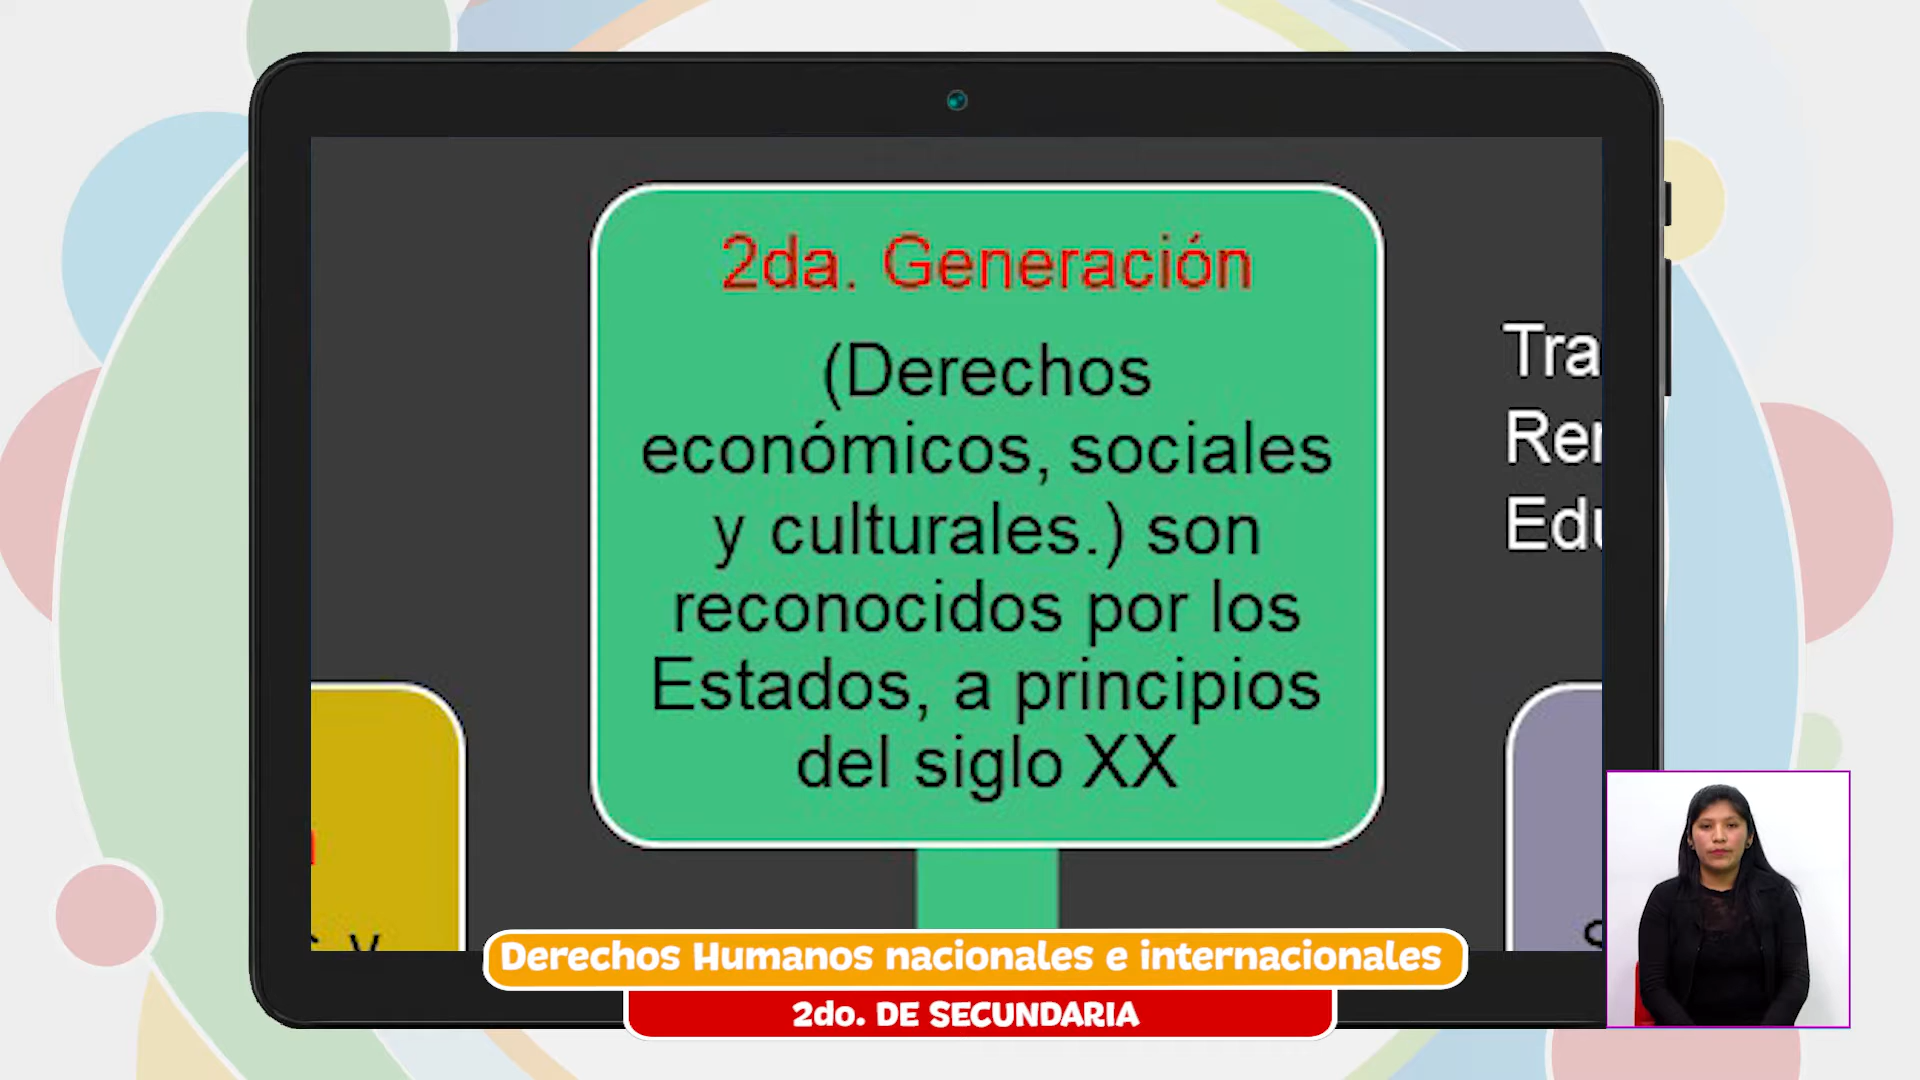 2da. Generación
(Derechos
económicos, sociales
y culturales.) son
reconocidos por los
Estados, a principios
del siglo XX
Derechos Humanos nacionales e internacionales
2do. DE SECUNDARIA